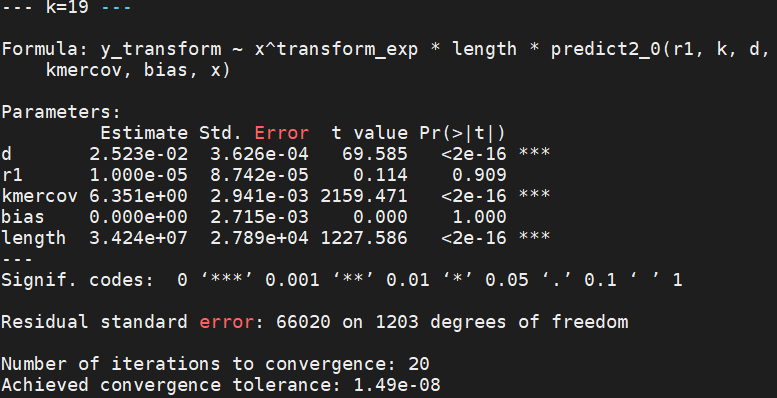 --- k=19 ---
Formula: y_transform ~ x^transform_exp * length * predict2_0(r1, k, d,
    kmercov, bias, x)
Parameters:
         Estimate Std. Error  t value Pr(>|t|)
d       2.523e-02  3.626e-04   69.585   <2e-16 ***
r1      1.000e-05  8.742e-05    0.114    0.909
kmercov 6.351e+00  2.941e-03 2159.471   <2e-16 ***
bias    0.000e+00  2.715e-03    0.000    1.000
length  3.424e+07  2.789e+04 1227.586   <2e-16 ***
---
Signif. codes:  0 ‘***’ 0.001 ‘**’ 0.01 ‘*’ 0.05 ‘.’ 0.1 ‘ ’ 1
Residual standard error: 66020 on 1203 degrees of freedom
Number of iterations to convergence: 20
Achieved convergence tolerance: 1.49e-08